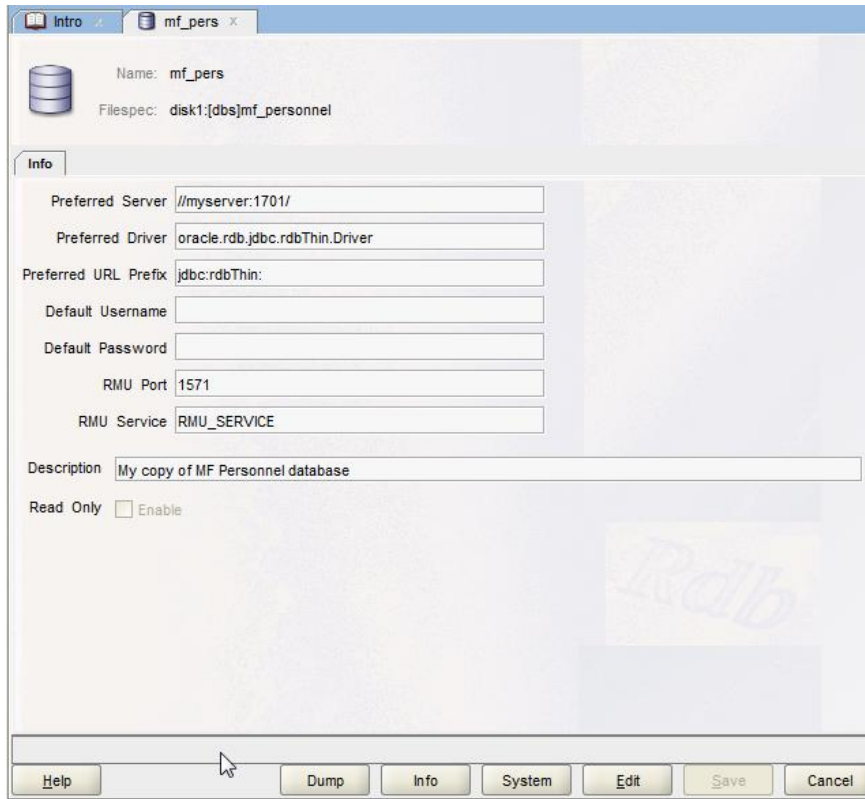 Intro
mf_pers
Name: mf_pers
Filespec: disk1:[dbs]mf_personnel
Info
Preferred Server //myserver:1701/
Preferred Driver oracle.rdb.jdbc.rdbThin.Driver
Preferred URL Prefix jdbc:rdbThin:
Default Username
Default Password
RMU Port 1571
RMU Service RMU_SERVICE
Description My copy of MF Personnel database
Read Only Enable
Rdb
Help Dump Info System Edit Save Cancel